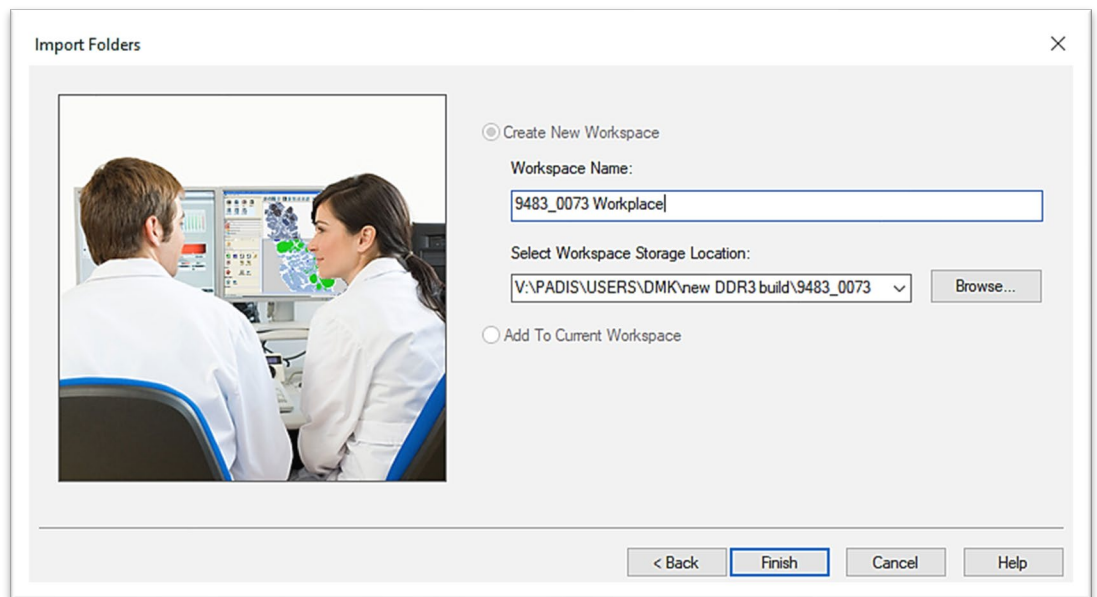 Import Folders
Create New Workspace
Workspace Name:
9483_0073 Workplace
Select Workspace Storage Location:
V:\PADIS\USERS\DMK\new DDR3 build\9483_0073
Browse...
Add To Current Workspace
< Back
Finish
Cancel
Help